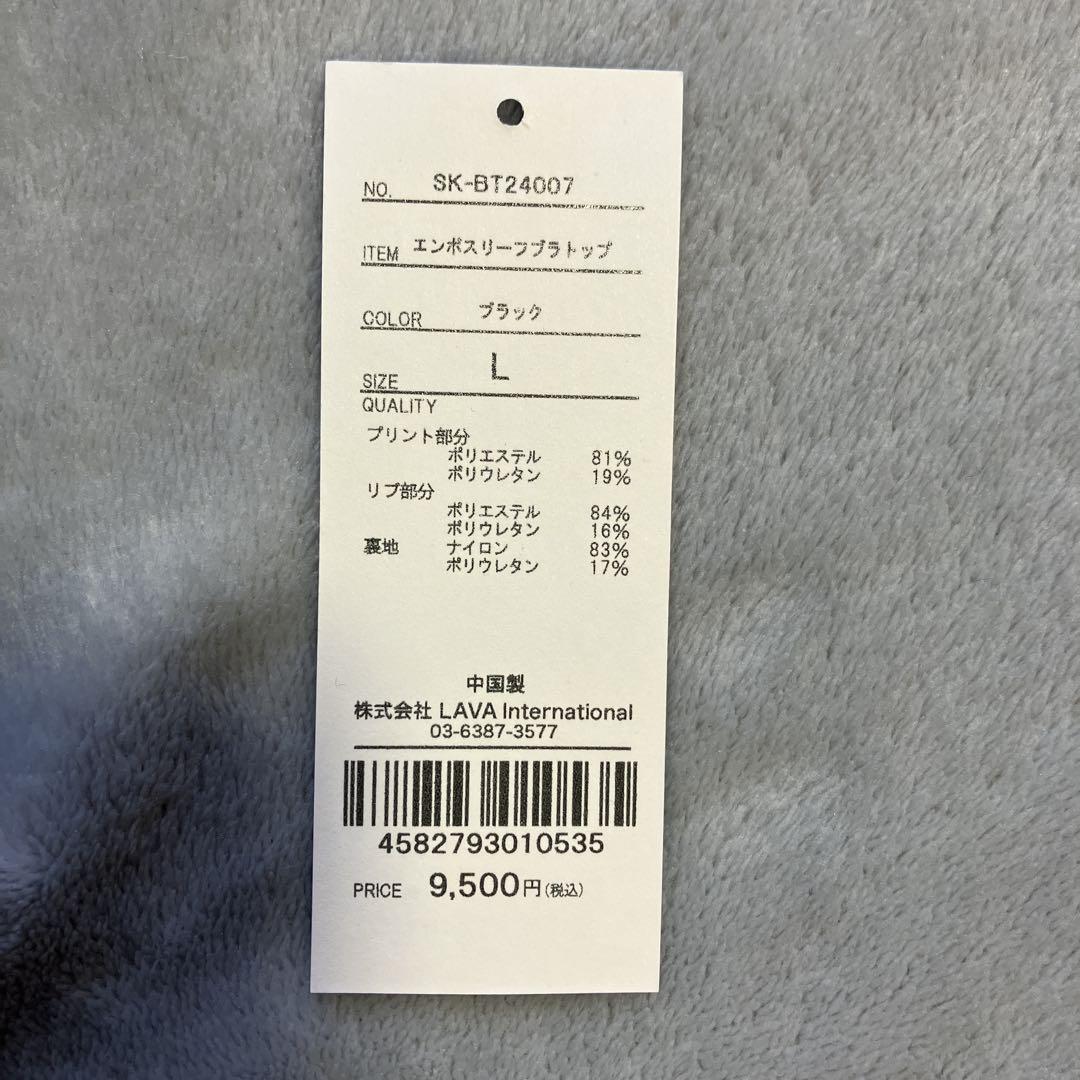 NO. SK-BT24007
ITEM エンボスリーフブラトップ
COLOR ブラック
SIZE L
QUALITY
プリント部分
ポリエステル 81%
ポリウレタン 19%
リブ部分
ポリエステル 84%
ポリウレタン 16%
裏地 ナイロン 83%
ポリウレタン 17%
中国製
株式会社 LAVA International
03-6387-3577
4582793010535
PRICE 9,500円(税込)